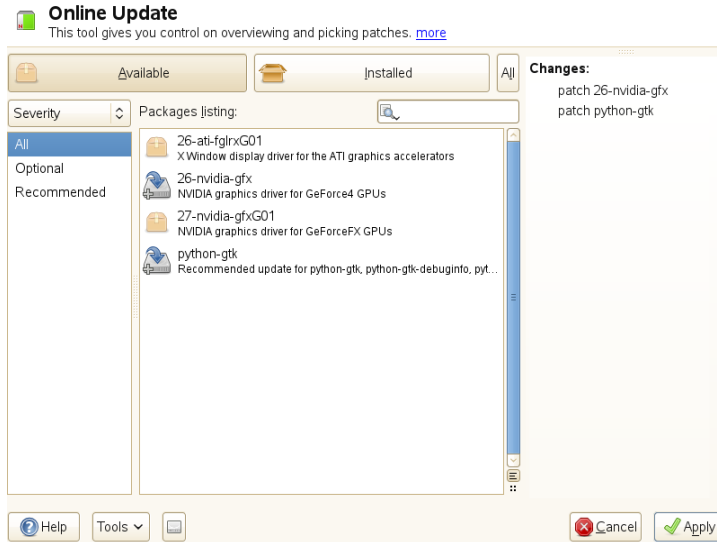 Online Update
This tool gives you control on overviewing and picking patches. more
Available
Installed
All
Severity
Packages listing:
All
Optional
Recommended
26-ati-fglrxG01
X Window display driver for the ATI graphics accelerators
26-nvidia-gfx
NVIDIA graphics driver for GeForce4 GPUs
27-nvidia-gfxG01
NVIDIA graphics driver for GeForceFX GPUs
python-gtk
Recommended update for python-gtk, python-gtk-debuginfo, pyt...
Changes:
patch 26-nvidia-gfx
patch python-gtk
Help
Tools
Cancel
Apply